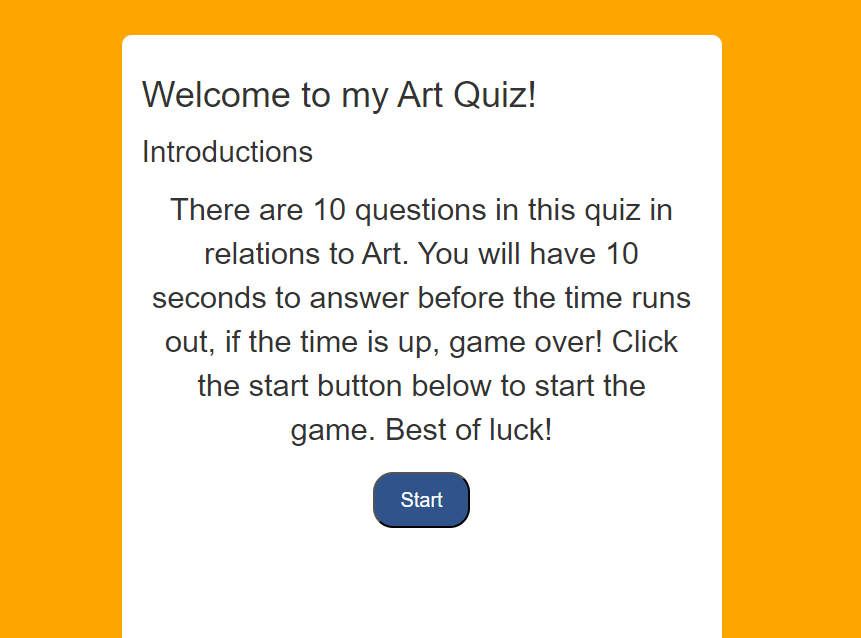 Welcome to my Art Quiz!
Introductions
There are 10 questions in this quiz in
relations to Art. You will have 10
seconds to answer before the time runs
out, if the time is up, game over! Click
the start button below to start the
game. Best of luck!
Start